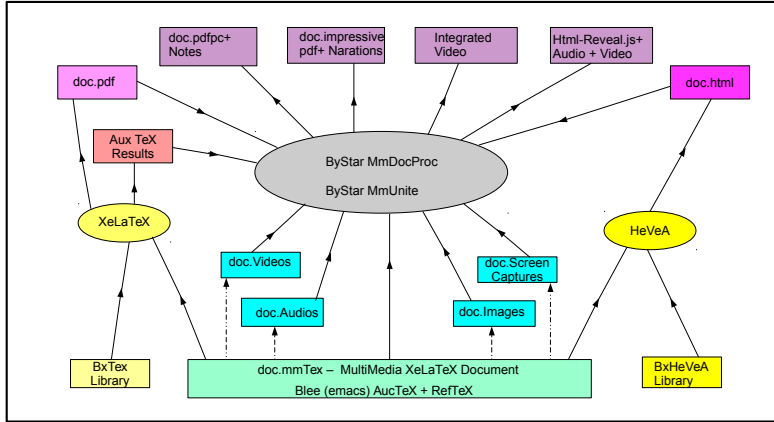 doc.pdfpc+
Notes
doc.impressive
pdf+ Narations
Integrated
Video
Html-Reveal.js+
Audio + Video
doc.pdf
doc.html
Aux TeX
Results
ByStar MmDocProc
ByStar MmUnite
XeLaTeX
HeVeA
doc.Videos
doc.Screen
Captures
doc.Audios
doc.Images
BxTex
Library
doc.mmTex – MultiMedia XeLaTeX Document
Blee (emacs) AucTeX + RefTeX
BxHeVeA
Library